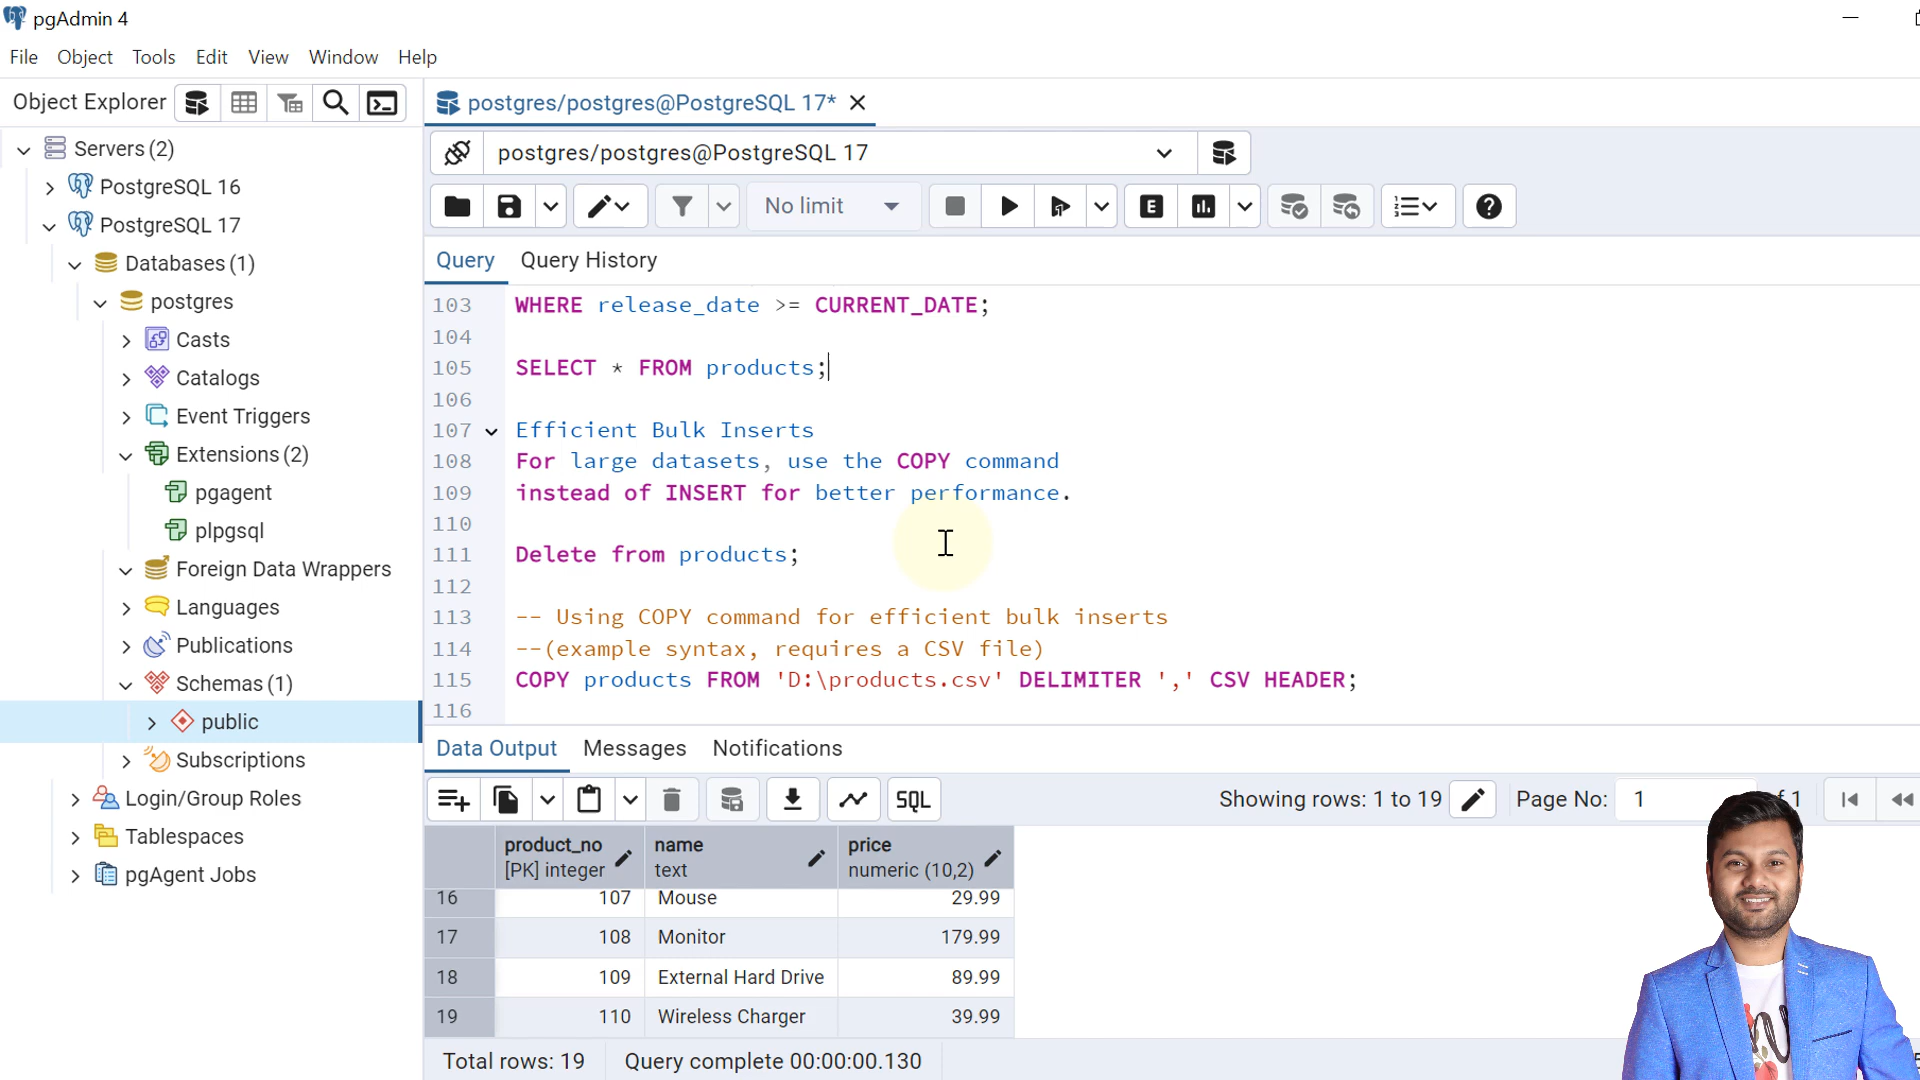 pgAdmin 4
File Object Tools Edit View Window Help
Object Explorer
Servers (2)
PostgreSQL 16
PostgreSQL 17
Databases (1)
postgres
Casts
Catalogs
Event Triggers
Extensions (2)
pgagent
plpgsql
Foreign Data Wrappers
Languages
Publications
Schemas (1)
public
Subscriptions
Login/Group Roles
Tablespaces
pgAgent Jobs
postgres/postgres@PostgreSQL 17*
postgres/postgres@PostgreSQL 17
No limit
E
Query Query History
103 WHERE release_date >= CURRENT_DATE;
104
105 SELECT * FROM products;
106
107 Efficient Bulk Inserts
108 For large datasets, use the COPY command
109 instead of INSERT for better performance.
110
111 Delete from products;
112
113 -- Using COPY command for efficient bulk inserts
114 --(example syntax, requires a CSV file)
115 COPY products FROM 'D:\products.csv' DELIMITER ',' CSV HEADER;
116
Data Output Messages Notifications
SQL
Showing rows: 1 to 19
Page No: 1 of 1
product_no name price
[PK] integer text numeric (10,2)
16 107 Mouse 29.99
17 108 Monitor 179.99
18 109 External Hard Drive 89.99
19 110 Wireless Charger 39.99
Total rows: 19 Query complete 00:00:00.130